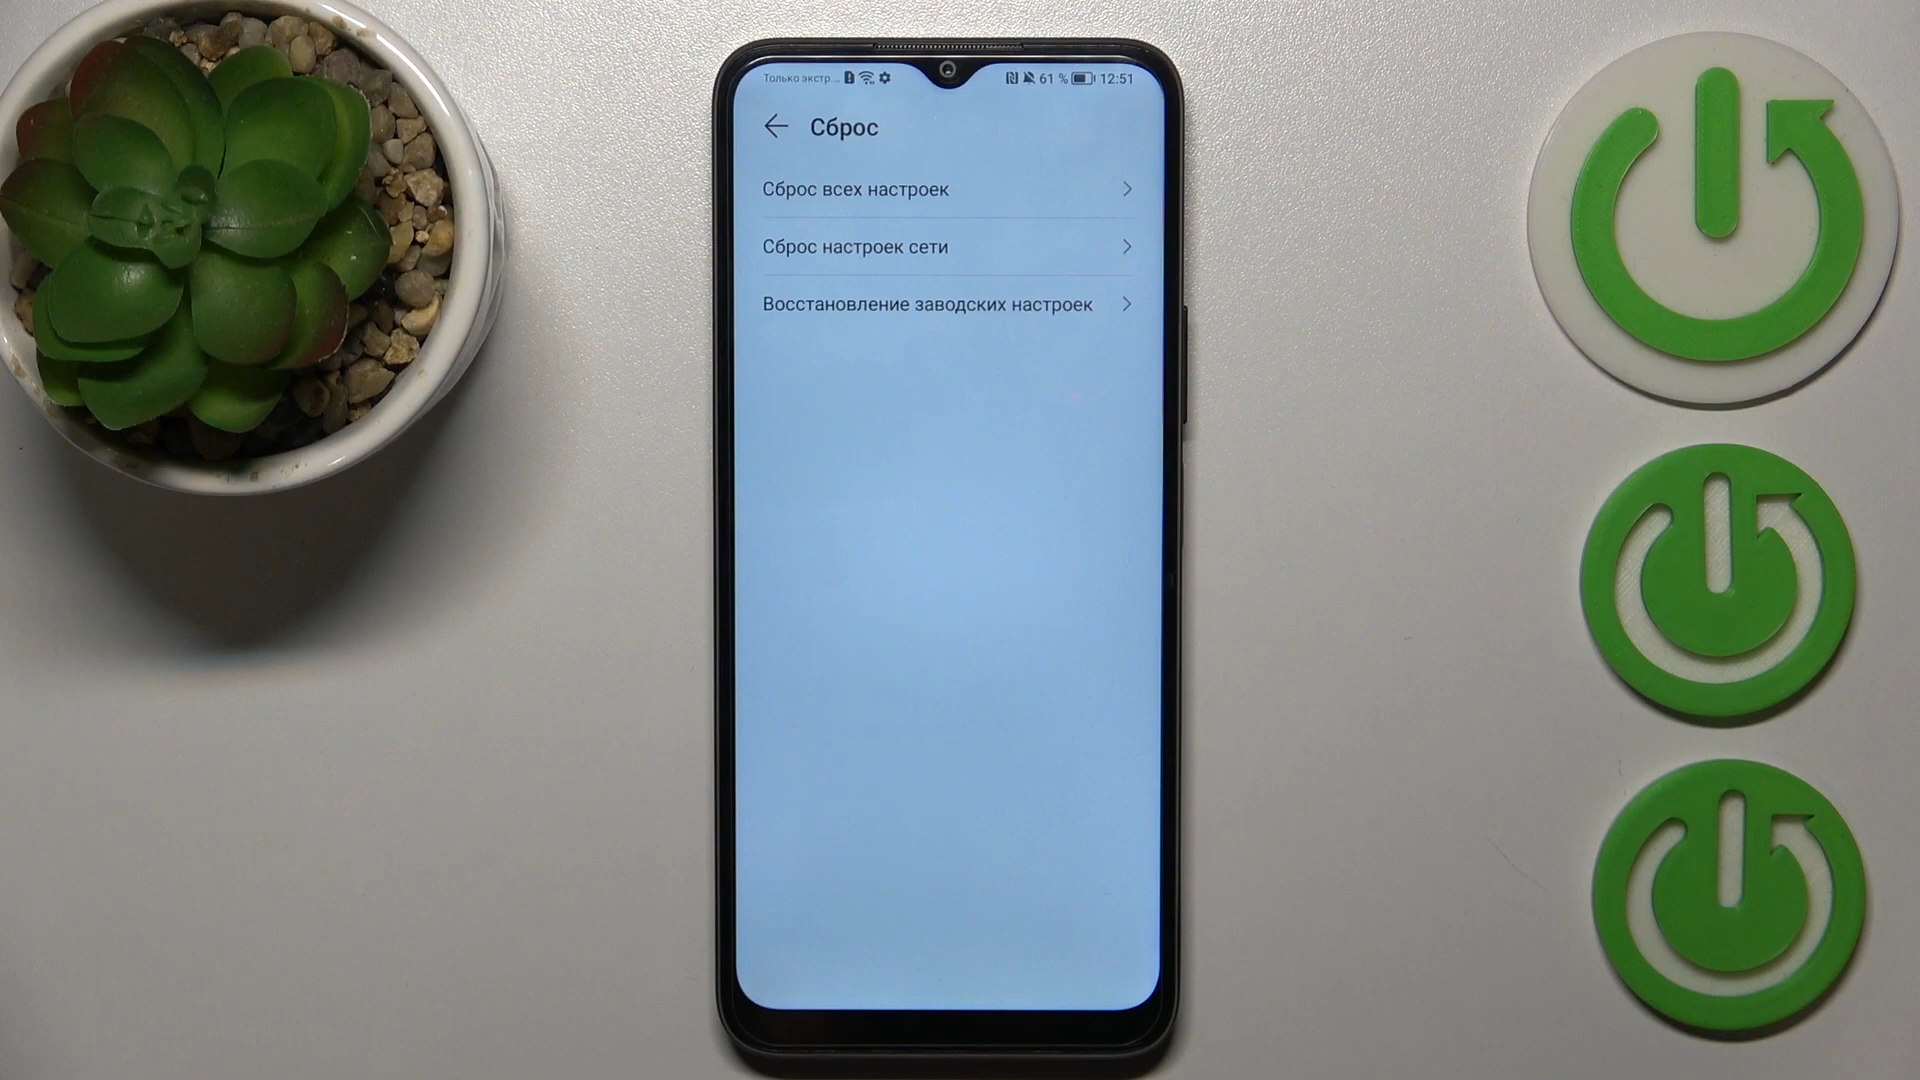 Только экстр... 61 % 12:51
Сброс
Сброс всех настроек
Сброс настроек сети
Восстановление заводских настроек